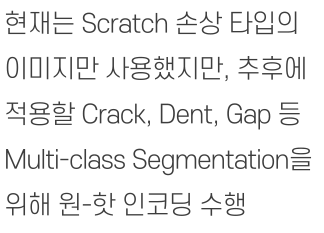 현재는 Scratch 손상 타입의
이미지만 사용했지만, 추후에
적용할 Crack, Dent, Gap 등
Multi-class Segmentation을
위해 원-핫 인코딩 수행